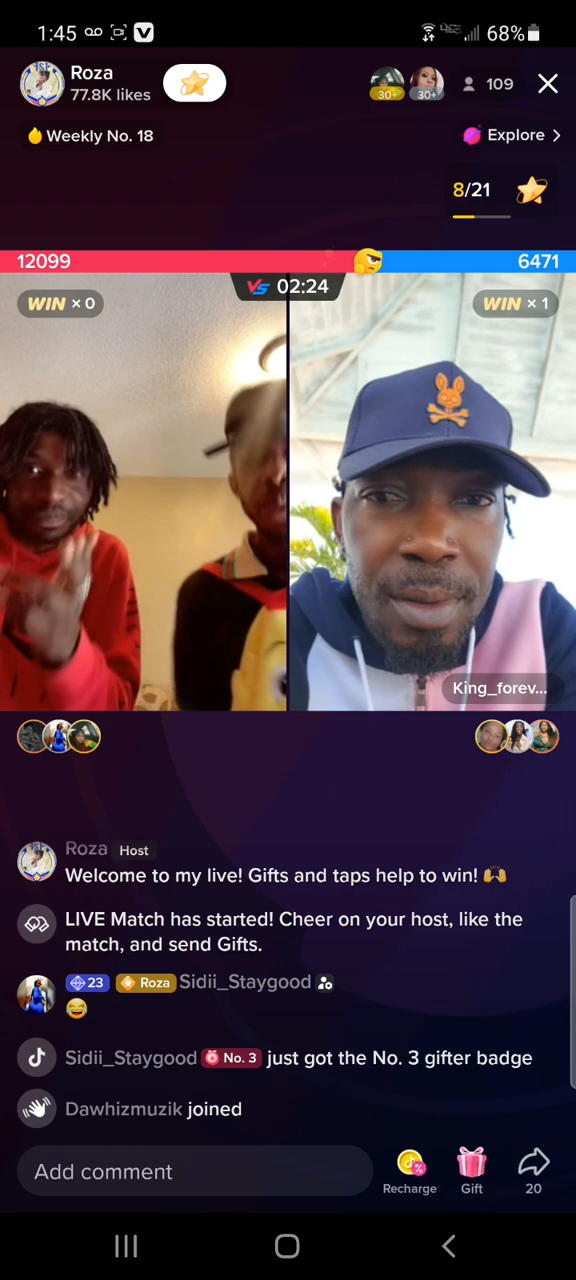 1:45
68%
Roza
77.8K likes
30+
30+
109
Weekly No. 18
Explore >
8/21
12099
6471
WIN × 0
VS 02:24
WIN × 1
King_forev...
Roza Host
Welcome to my live! Gifts and taps help to win! 🙌🏾
LIVE Match has started! Cheer on your host, like the
match, and send Gifts.
23 Roza Sidii_Staygood
😂
Sidii_Staygood No. 3 just got the No. 3 gifter badge
Dawhizmuzik joined
Add comment
Recharge
Gift
20